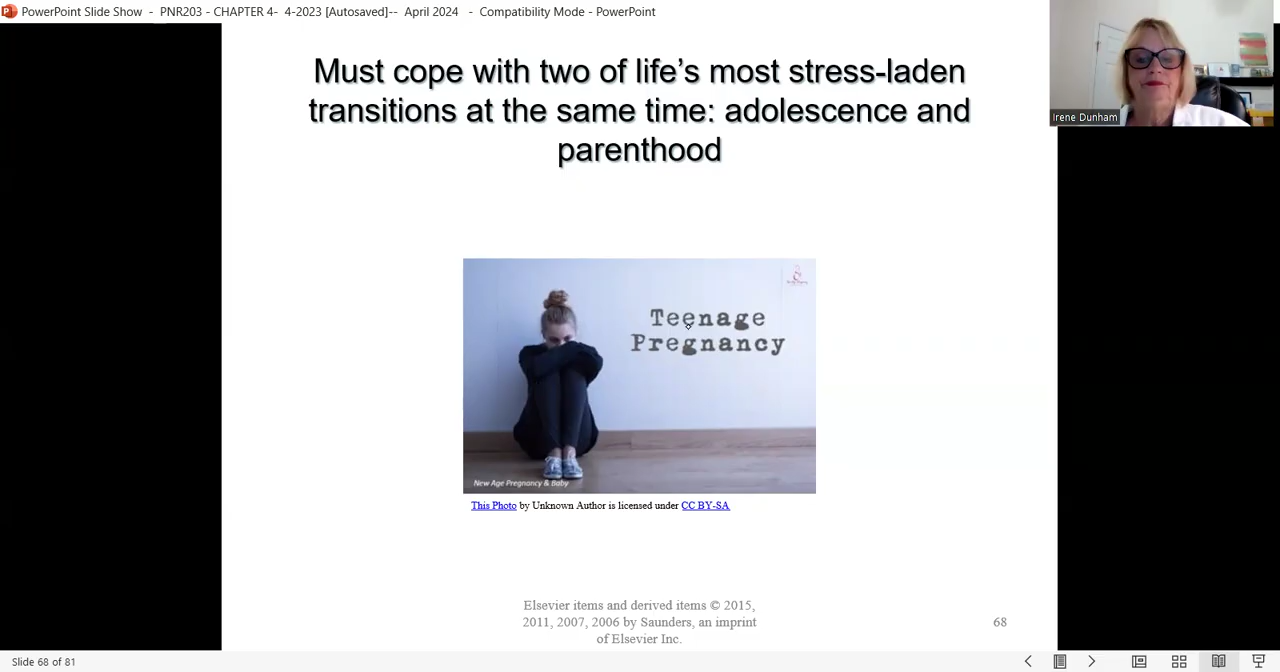 PowerPoint Slide Show - PNR203 - CHAPTER 4- 4-2023 [Autosaved]-- April 2024 - Compatibility Mode - PowerPoint
Must cope with two of life's most stress-laden
transitions at the same time: adolescence and
parenthood
Irene Dunham
Teenage
Pregnancy
New Age Pregnancy & Baby
This Photo by Unknown Author is licensed under CC BY-SA
Elsevier items and derived items © 2015,
2011, 2007, 2006 by Saunders, an imprint
of Elsevier Inc.
68
Slide 68 of 81